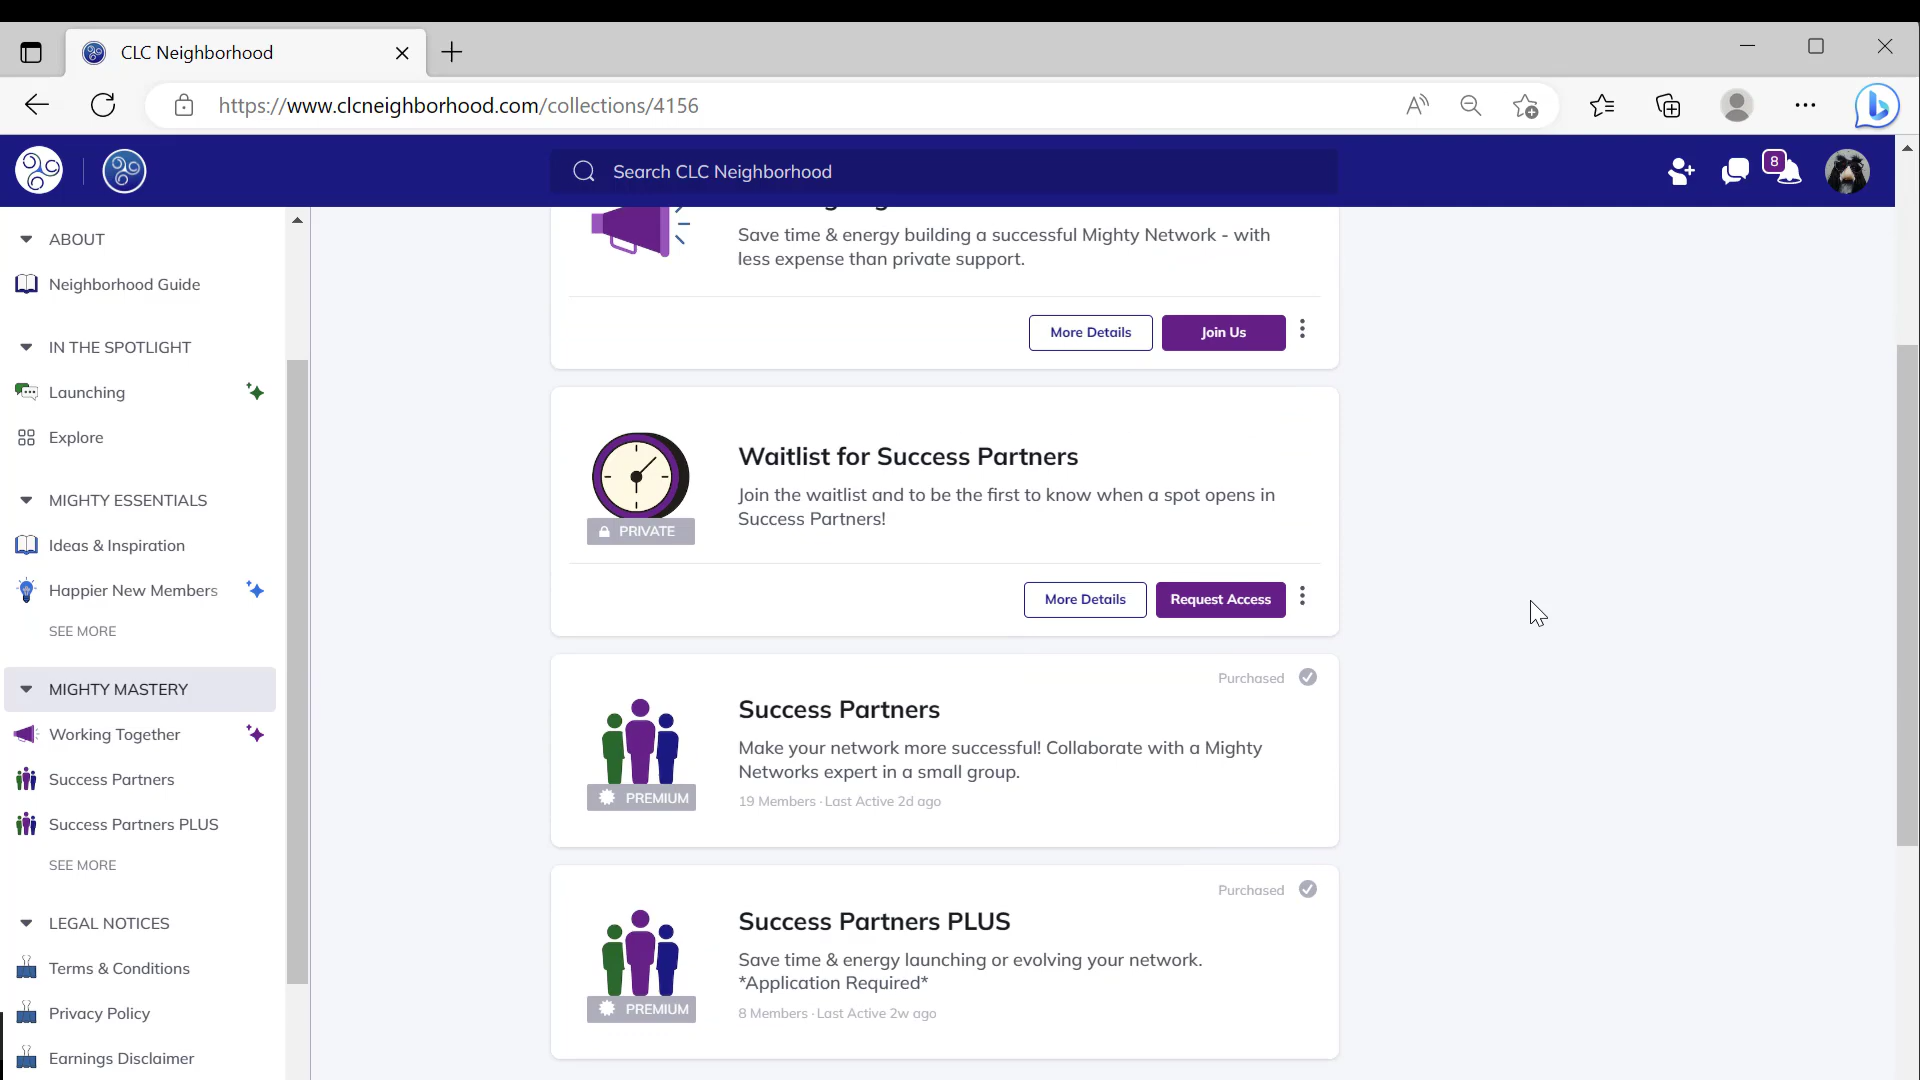 CLC Neighborhood
https://www.clcneighborhood.com/collections/4156
Search CLC Neighborhood
8
ABOUT
Neighborhood Guide
IN THE SPOTLIGHT
Launching
Explore
MIGHTY ESSENTIALS
Ideas & Inspiration
Happier New Members
SEE MORE
MIGHTY MASTERY
Working Together
Success Partners
Success Partners PLUS
SEE MORE
LEGAL NOTICES
Terms & Conditions
Privacy Policy
Earnings Disclaimer
Save time & energy building a successful Mighty Network - with
less expense than private support.
More Details
Join Us
Waitlist for Success Partners
Join the waitlist and to be the first to know when a spot opens in
Success Partners!
PRIVATE
More Details
Request Access
Purchased
Success Partners
Make your network more successful! Collaborate with a Mighty
Networks expert in a small group.
PREMIUM
19 Members · Last Active 2d ago
Purchased
Success Partners PLUS
Save time & energy launching or evolving your network.
*Application Required*
PREMIUM
8 Members · Last Active 2w ago